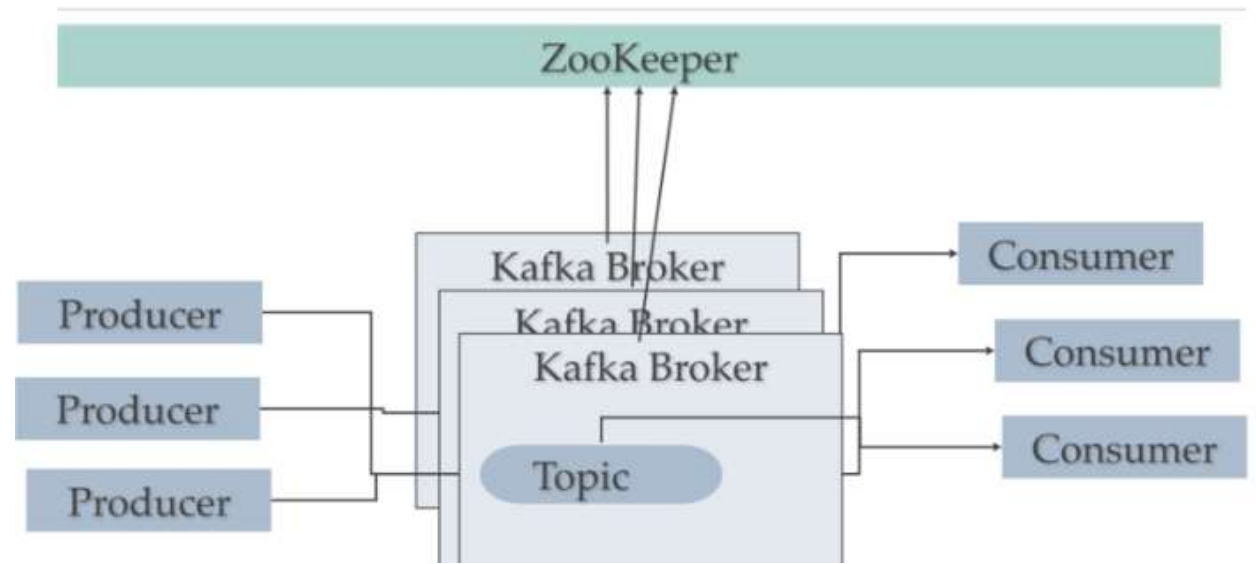 ZooKeeper
Kafka Broker
Kafka Broker
Kafka Broker
Producer
Producer
Producer
Topic
Consumer
Consumer
Consumer